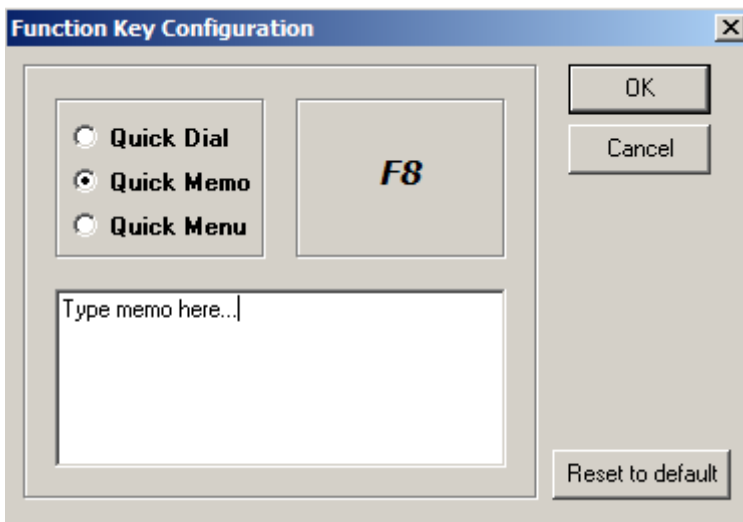 Function Key Configuration
Quick Dial
Quick Memo
Quick Menu
F8
OK
Cancel
Type memo here...
Reset to default